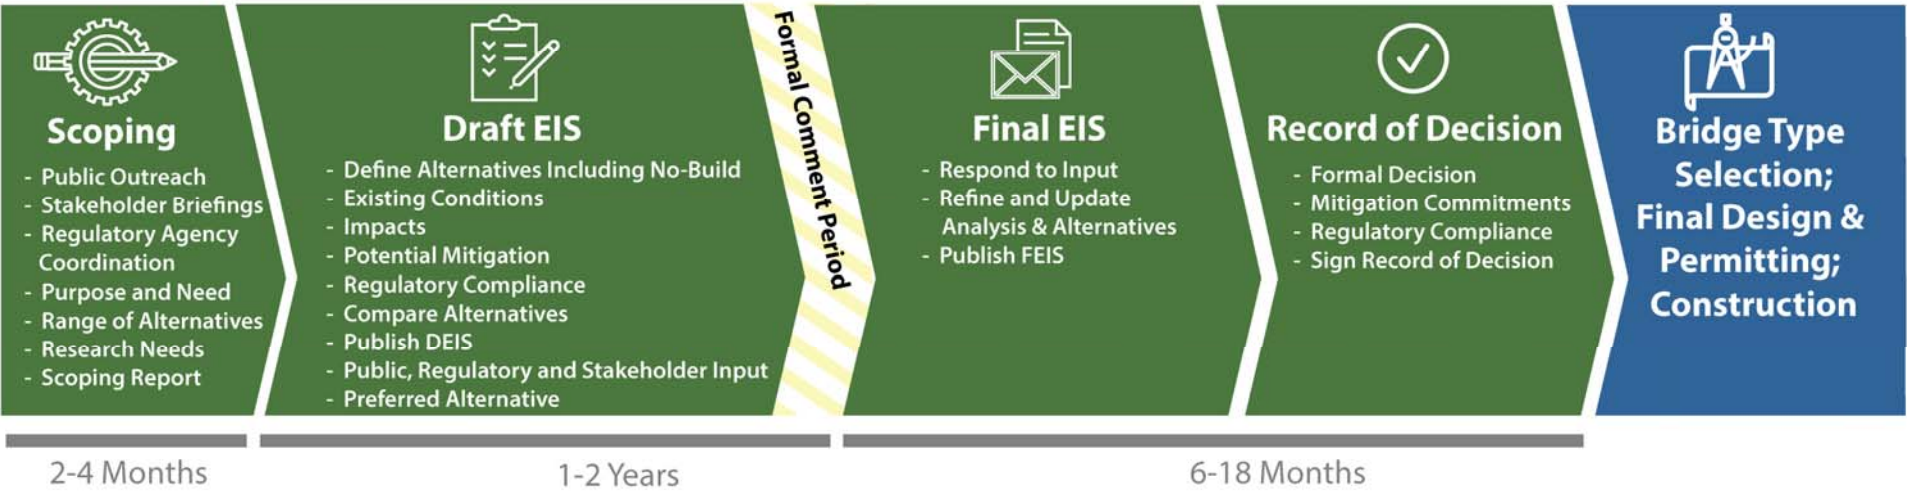 Scoping
- Public Outreach
- Stakeholder Briefings
- Regulatory Agency
Coordination
- Purpose and Need
- Range of Alternatives
- Research Needs
- Scoping Report
Draft EIS
- Define Alternatives Including No-Build
- Existing Conditions
- Impacts
- Potential Mitigation
- Regulatory Compliance
- Compare Alternatives
- Publish DEIS
- Public, Regulatory and Stakeholder Input
- Preferred Alternative
Formal Comment Period
Final EIS
- Respond to Input
- Refine and Update
Analysis & Alternatives
- Publish FEIS
Record of Decision
- Formal Decision
- Mitigation Commitments
- Regulatory Compliance
- Sign Record of Decision
Bridge Type
Selection;
Final Design &
Permitting;
Construction
2-4 Months
1-2 Years
6-18 Months